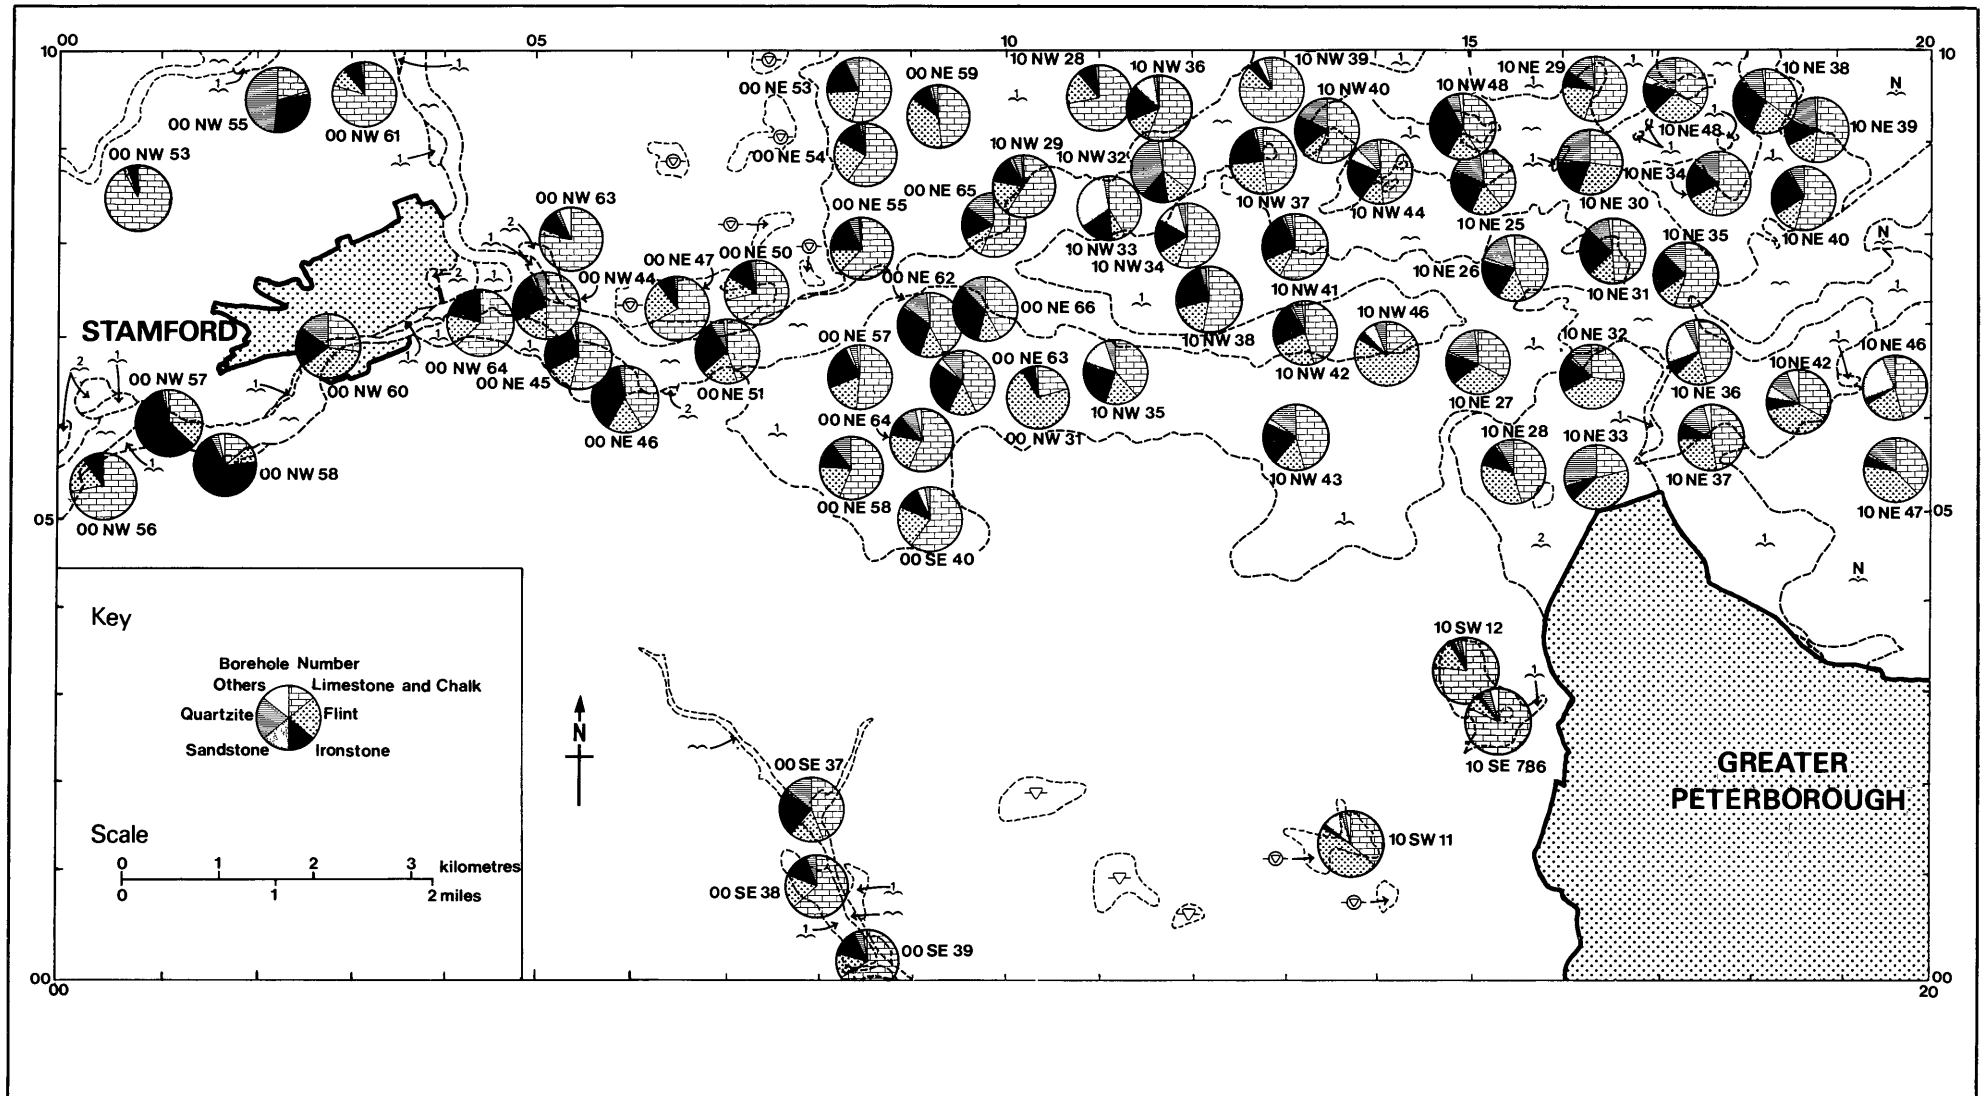 00
05
10
15
20
10
10
00 NW 55
00 NW 61
00 NE 53
00 NE 59
10 NW 28
10 NW 36
10 NW 39
10 NW 40
10 NW 48
10 NE 29
10 NE 48
10 NE 38
10 NE 39
N
00 NW 53
00 NE 54
10 NW 29
10 NW 32
10 NE 34
00 NW 63
00 NE 65
00 NE 55
10 NW 37
10 NW 44
10 NE 25
10 NE 30
10 NE 35
10 NE 40
N
00 NW 44
00 NE 47
00 NE 50
00 NE 62
10 NW 33
10 NW 34
10 NW 41
10 NE 26
10 NE 31
STAMFORD
00 NW 60
00 NW 64
00 NE 45
00 NE 57
00 NE 66
10 NW 38
10 NW 46
10 NE 32
10 NE 46
00 NW 57
00 NE 46
00 NE 51
00 NE 63
10 NW 35
10 NW 42
10 NE 27
10 NE 36
10 NE 42
00 NE 64
00 NW 31
10 NE 28
10 NE 33
00 NW 58
00 NW 56
00 NE 58
10 NW 43
10 NE 37
10 NE 47
05
05
00 SE 40
N
Key
Borehole Number
Others
Limestone and Chalk
Quartzite
Flint
Sandstone
Ironstone
N
10 SW 12
10 SE 786
GREATER
PETERBOROUGH
00 SE 37
10 SW 11
00 SE 38
00 SE 39
Scale
0 1 2 3 kilometres
0 1 2 miles
00
00
00
20